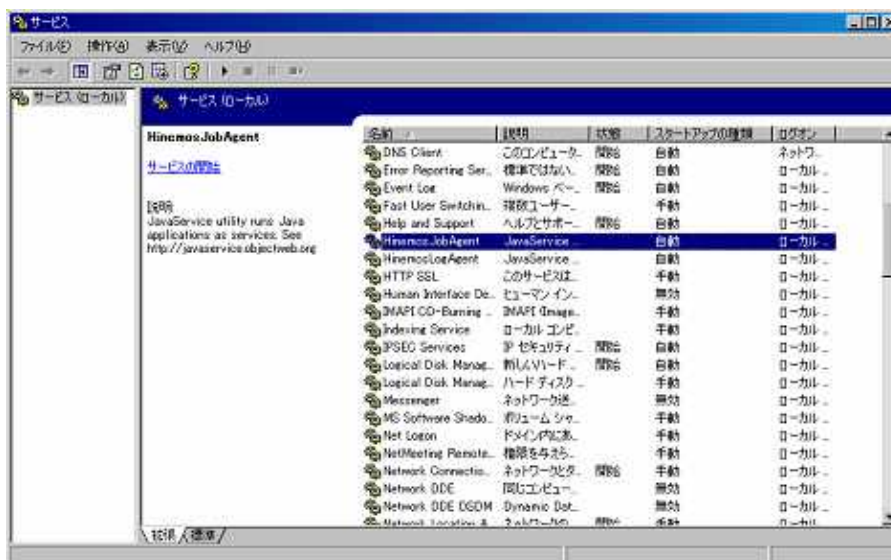 サービス
ファイル(F) 操作(A) 表示(V) ヘルプ(H)
サービス (ローカル)
サービス (ローカル)
HinemosJobAgent
サービスの開始
説明
JavaService utility runs Java
applications as services. See
http://javaservice.objectweb.org
名前 説明 状態 スタートアップの種類 ログオン
DNS Client このコンピュータ... 開始 自動 ネットワ...
Error Reporting Ser... 標準ではない... 開始 自動 ローカル ...
Event Log Windows ベー... 開始 自動 ローカル ...
Fast User Switchin... 複数ユーザー... 手動 ローカル ...
Help and Support ヘルプとサポー... 開始 自動 ローカル ...
HinemosJobAgent JavaService ... 自動 ローカル ...
HinemosLogAgent JavaService ... 自動 ローカル ...
HTTP SSL このサービスは... 手動 ローカル ...
Human Interface De... ヒューマン イン... 無効 ローカル ...
IMAPI CD-Burning ... IMAPI (Image... 手動 ローカル ...
Indexing Service ローカル コンピ... 手動 ローカル ...
IPSEC Services IP セキュリティ ... 開始 自動 ローカル ...
Logical Disk Manag... 新しいハード ... 開始 自動 ローカル ...
Logical Disk Manag... ハード ディスク ... 手動 ローカル ...
Messenger ネットワーク送... 無効 ローカル ...
MS Software Shado... ボリューム シャ... 手動 ローカル ...
Net Logon ドメイン内にあ... 手動 ローカル ...
NetMeeting Remote... 権限を与えら... 手動 ローカル ...
Network Connectio... ネットワークとダ... 開始 手動 ローカル ...
Network DDE 同じコンピュー... 無効 ローカル ...
Network DDE DSDM Dynamic Dat... 無効 ローカル ...
Network Location A... ネットワークの 開始 手動 ローカル
拡張 標準